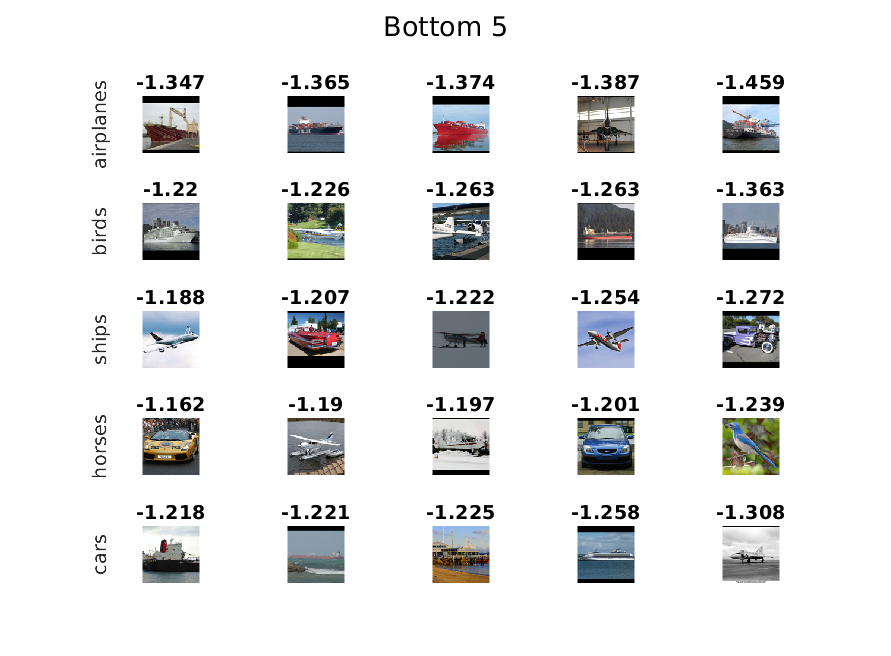 Bottom 5
airplanes
-1.347 -1.365 -1.374 -1.387 -1.459
birds
-1.22 -1.226 -1.263 -1.263 -1.363
ships
-1.188 -1.207 -1.222 -1.254 -1.272
horses
-1.162 -1.19 -1.197 -1.201 -1.239
cars
-1.218 -1.221 -1.225 -1.258 -1.308